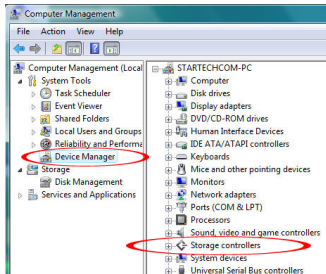 Computer Management
File Action View Help
Computer Management (Local
System Tools
Task Scheduler
Event Viewer
Shared Folders
Local Users and Groups
Reliability and Performa
Device Manager
Storage
Disk Management
Services and Applications
STARTECHCOM-PC
Computer
Disk drives
Display adapters
DVD/CD-ROM drives
Human Interface Devices
IDE ATA/ATAPI controllers
Keyboards
Mice and other pointing devices
Monitors
Network adapters
Ports (COM & LPT)
Processors
Sound, video and game controllers
Storage controllers
System devices
Universal Serial Bus controllers